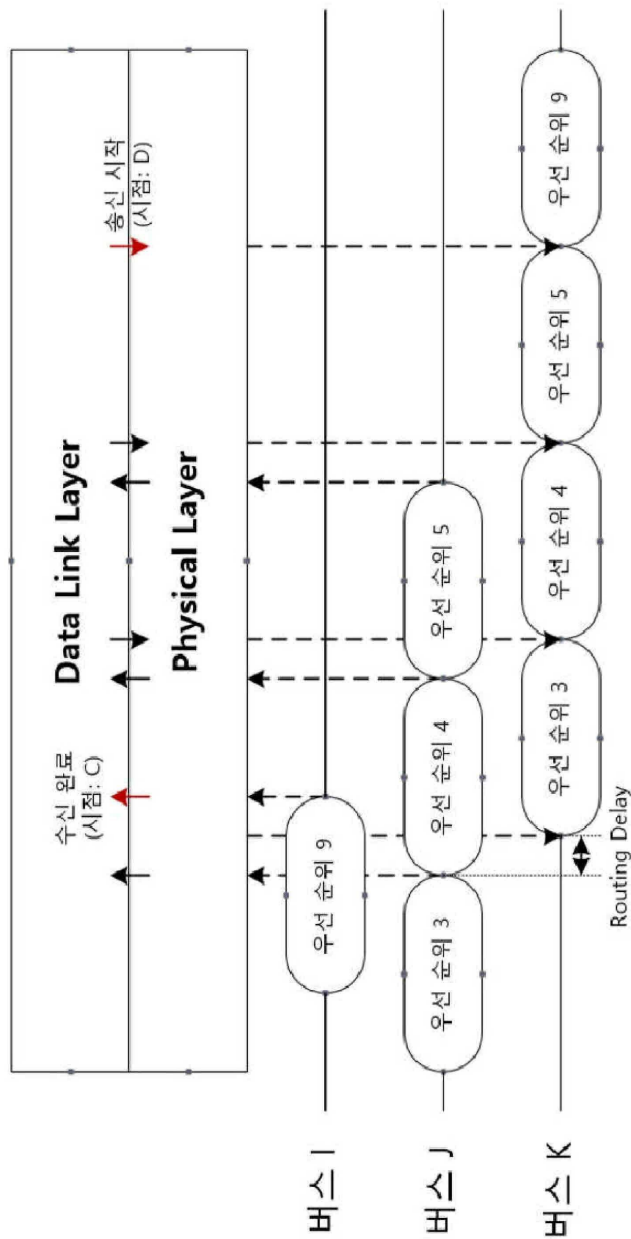 수신 완료
(시점: C)
송신 시작
(시점: D)
Data Link Layer
Physical Layer
버스 I
우선 순위 9
버스 J
우선 순위 3
우선 순위 4
우선 순위 5
버스 K
우선 순위 3
우선 순위 4
우선 순위 5
우선 순위 9
Routing Delay